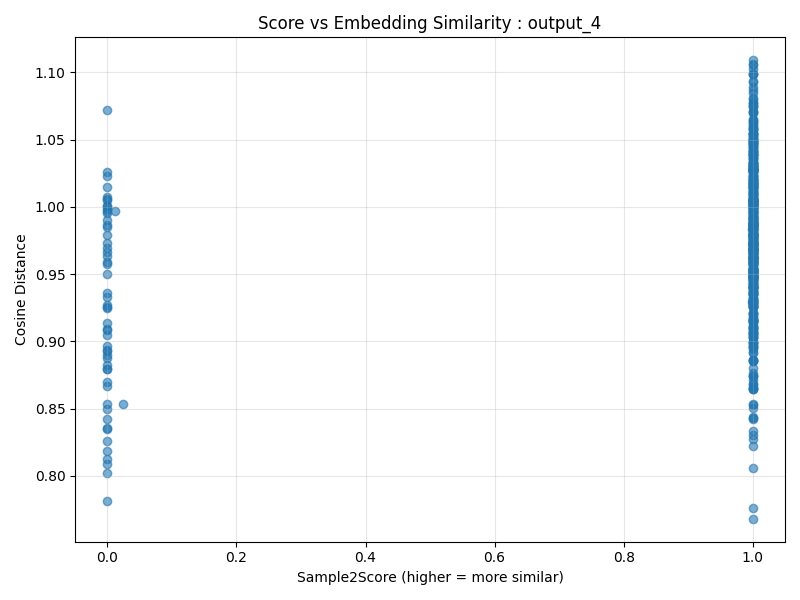 Score vs Embedding Similarity : output_4
1.10
1.05
1.00
0.95
0.90
0.85
0.80
Cosine Distance
0.0 0.2 0.4 0.6 0.8 1.0
Sample2Score (higher = more similar)